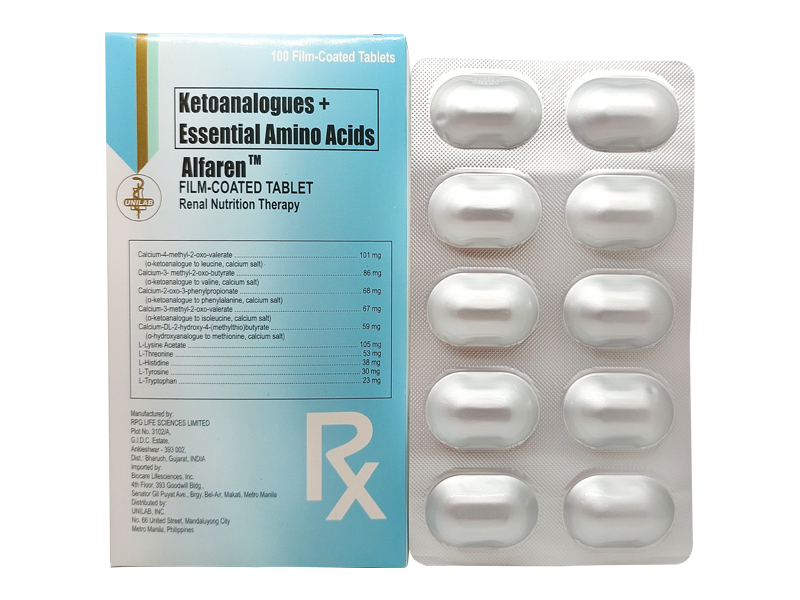 100 Film-Coated Tablets
Ketoanalogues +
Essential Amino Acids
Alfaren™
FILM-COATED TABLET
Renal Nutrition Therapy
UNILAB
Calcium-4-methyl-2-oxo-valerate ........ 101 mg
(α-ketoanalogue to leucine, calcium salt)
Calcium-3- methyl-2-oxo-butyrate ........ 86 mg
(α-ketoanalogue to valine, calcium salt)
Calcium-2-oxo-3-phenylpropionate ........ 68 mg
(α-ketoanalogue to phenylalanine, calcium salt)
Calcium-3-methyl-2-oxo-valerate ........ 67 mg
(α-ketoanalogue to isoleucine, calcium salt)
Calcium-DL-2-hydroxy-4-(methylthio)butyrate ........ 59 mg
(α-hydroxyanalogue to methionine, calcium salt)
L-Lysine Acetate ........ 105 mg
L-Threonine ........ 53 mg
L-Histidine ........ 38 mg
L-Tyrosine ........ 30 mg
L-Tryptophan ........ 23 mg
Manufactured by:
RPG LIFE SCIENCES LIMITED
Plot No. 3102/A,
G.I.D.C. Estate,
Ankleshwar - 393 002,
Dist.: Bharuch, Gujarat, INDIA
Imported by:
Biocare Lifesciences, Inc.
4th Floor, 393 Goodwill Bldg.,
Senator Gil Puyat Ave., Brgy. Bel-Air, Makati, Metro Manila
Distributed by:
UNILAB, INC.
No. 66 United Street, Mandaluyong City
Metro Manila, Philippines
Rx